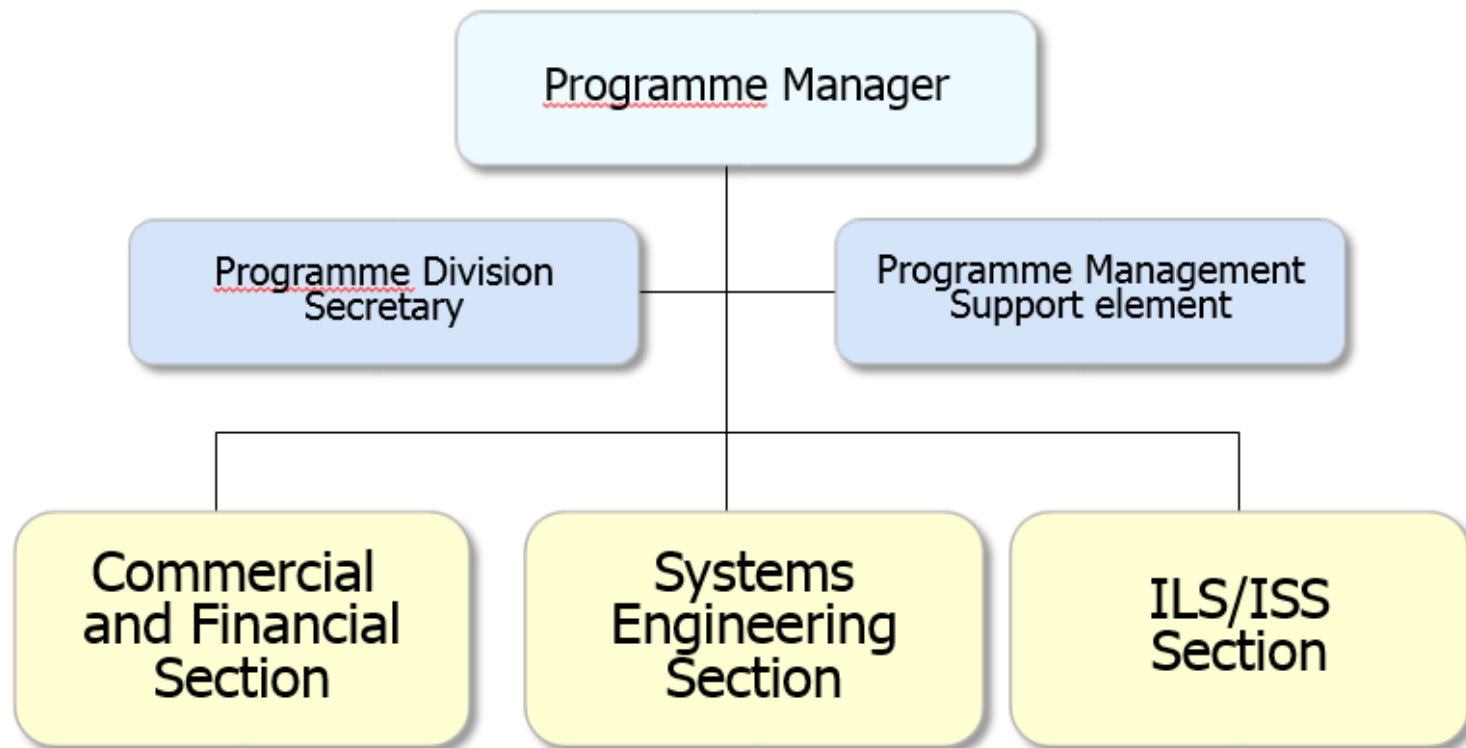 Programme Manager
Programme Division
Secretary
Programme Management
Support element
Commercial
and Financial
Section
Systems
Engineering
Section
ILS/ISS
Section